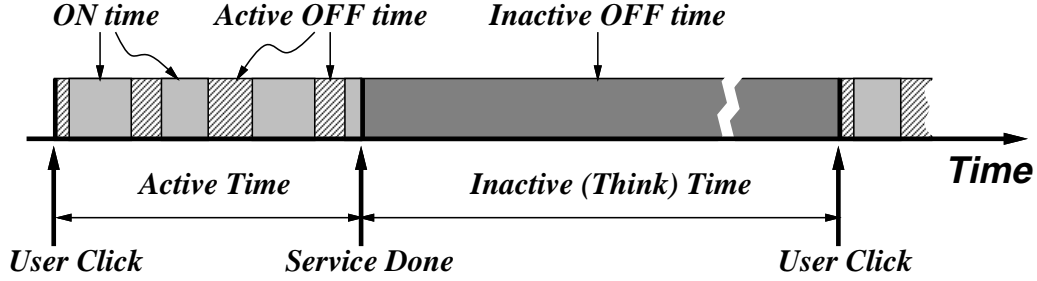 ON time Active OFF time Inactive OFF time
Time
Active Time Inactive (Think) Time
User Click Service Done User Click